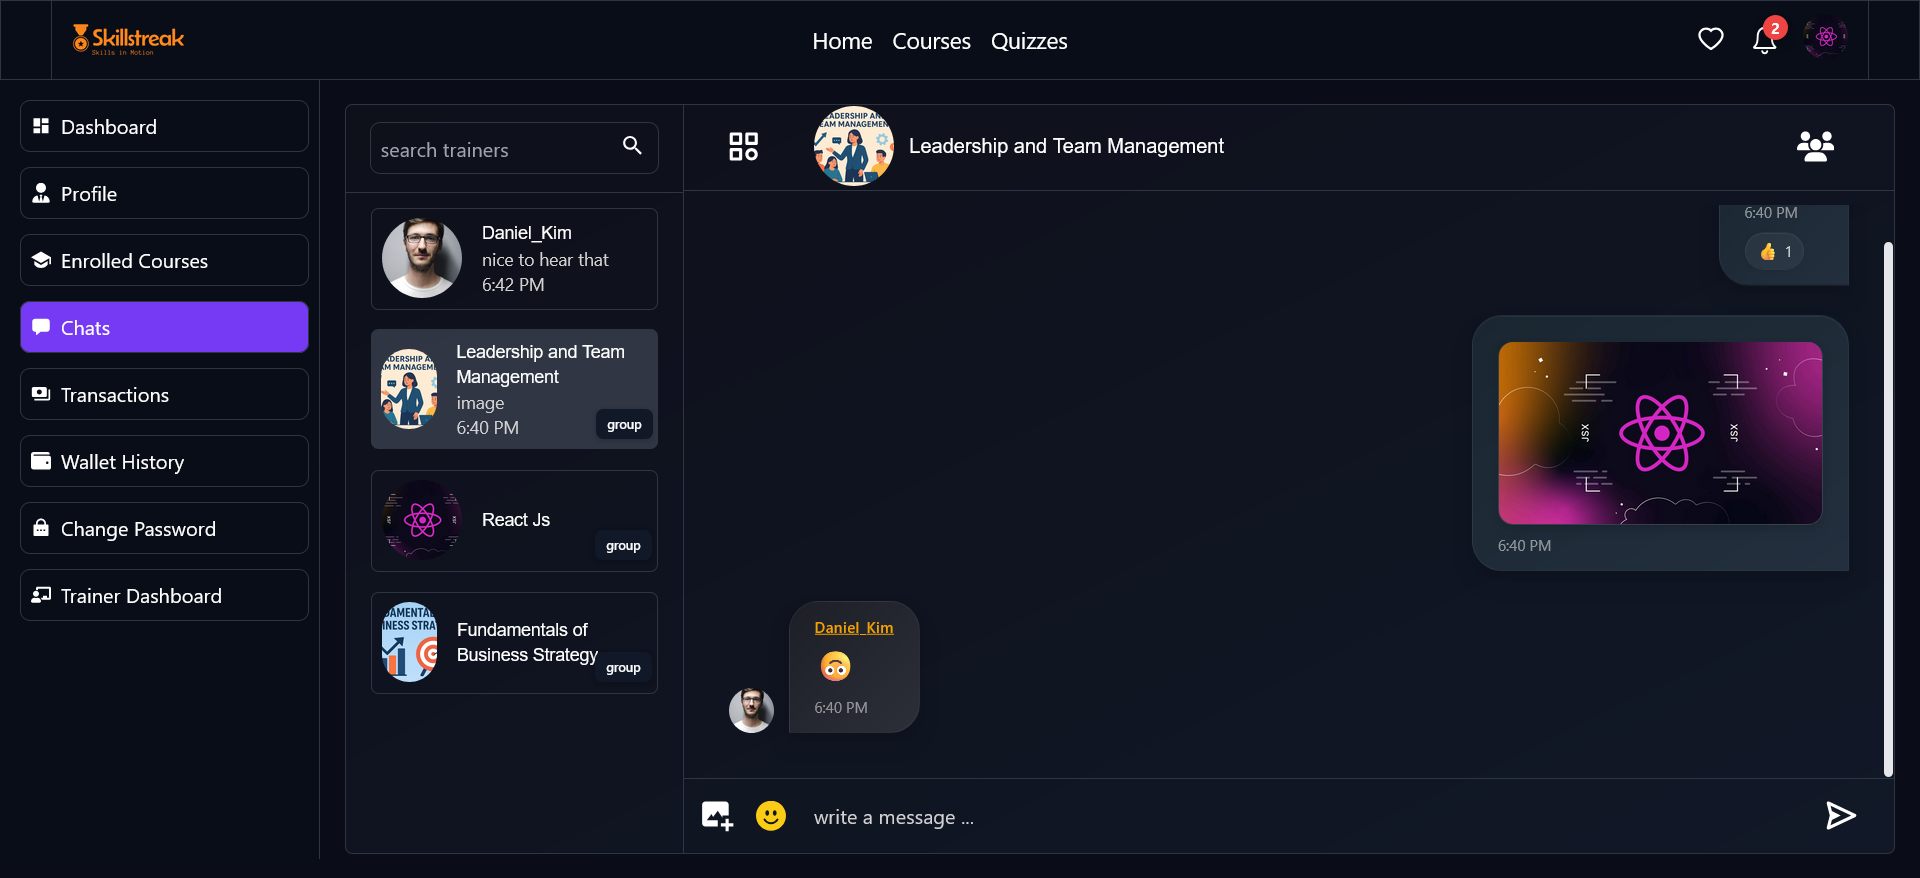 Skillstreak
Skills in Motion
Home
Courses
Quizzes
2
Dashboard
Profile
Enrolled Courses
Chats
Transactions
Wallet History
Change Password
Trainer Dashboard
search trainers
Daniel_Kim
nice to hear that
6:42 PM
Leadership and Team
Management
image
6:40 PM
group
React Js
group
Fundamentals of
Business Strategy
group
Leadership and Team Management
6:40 PM
👍 1
JSX
JSX
6:40 PM
Daniel_Kim
🙃
6:40 PM
write a message ...